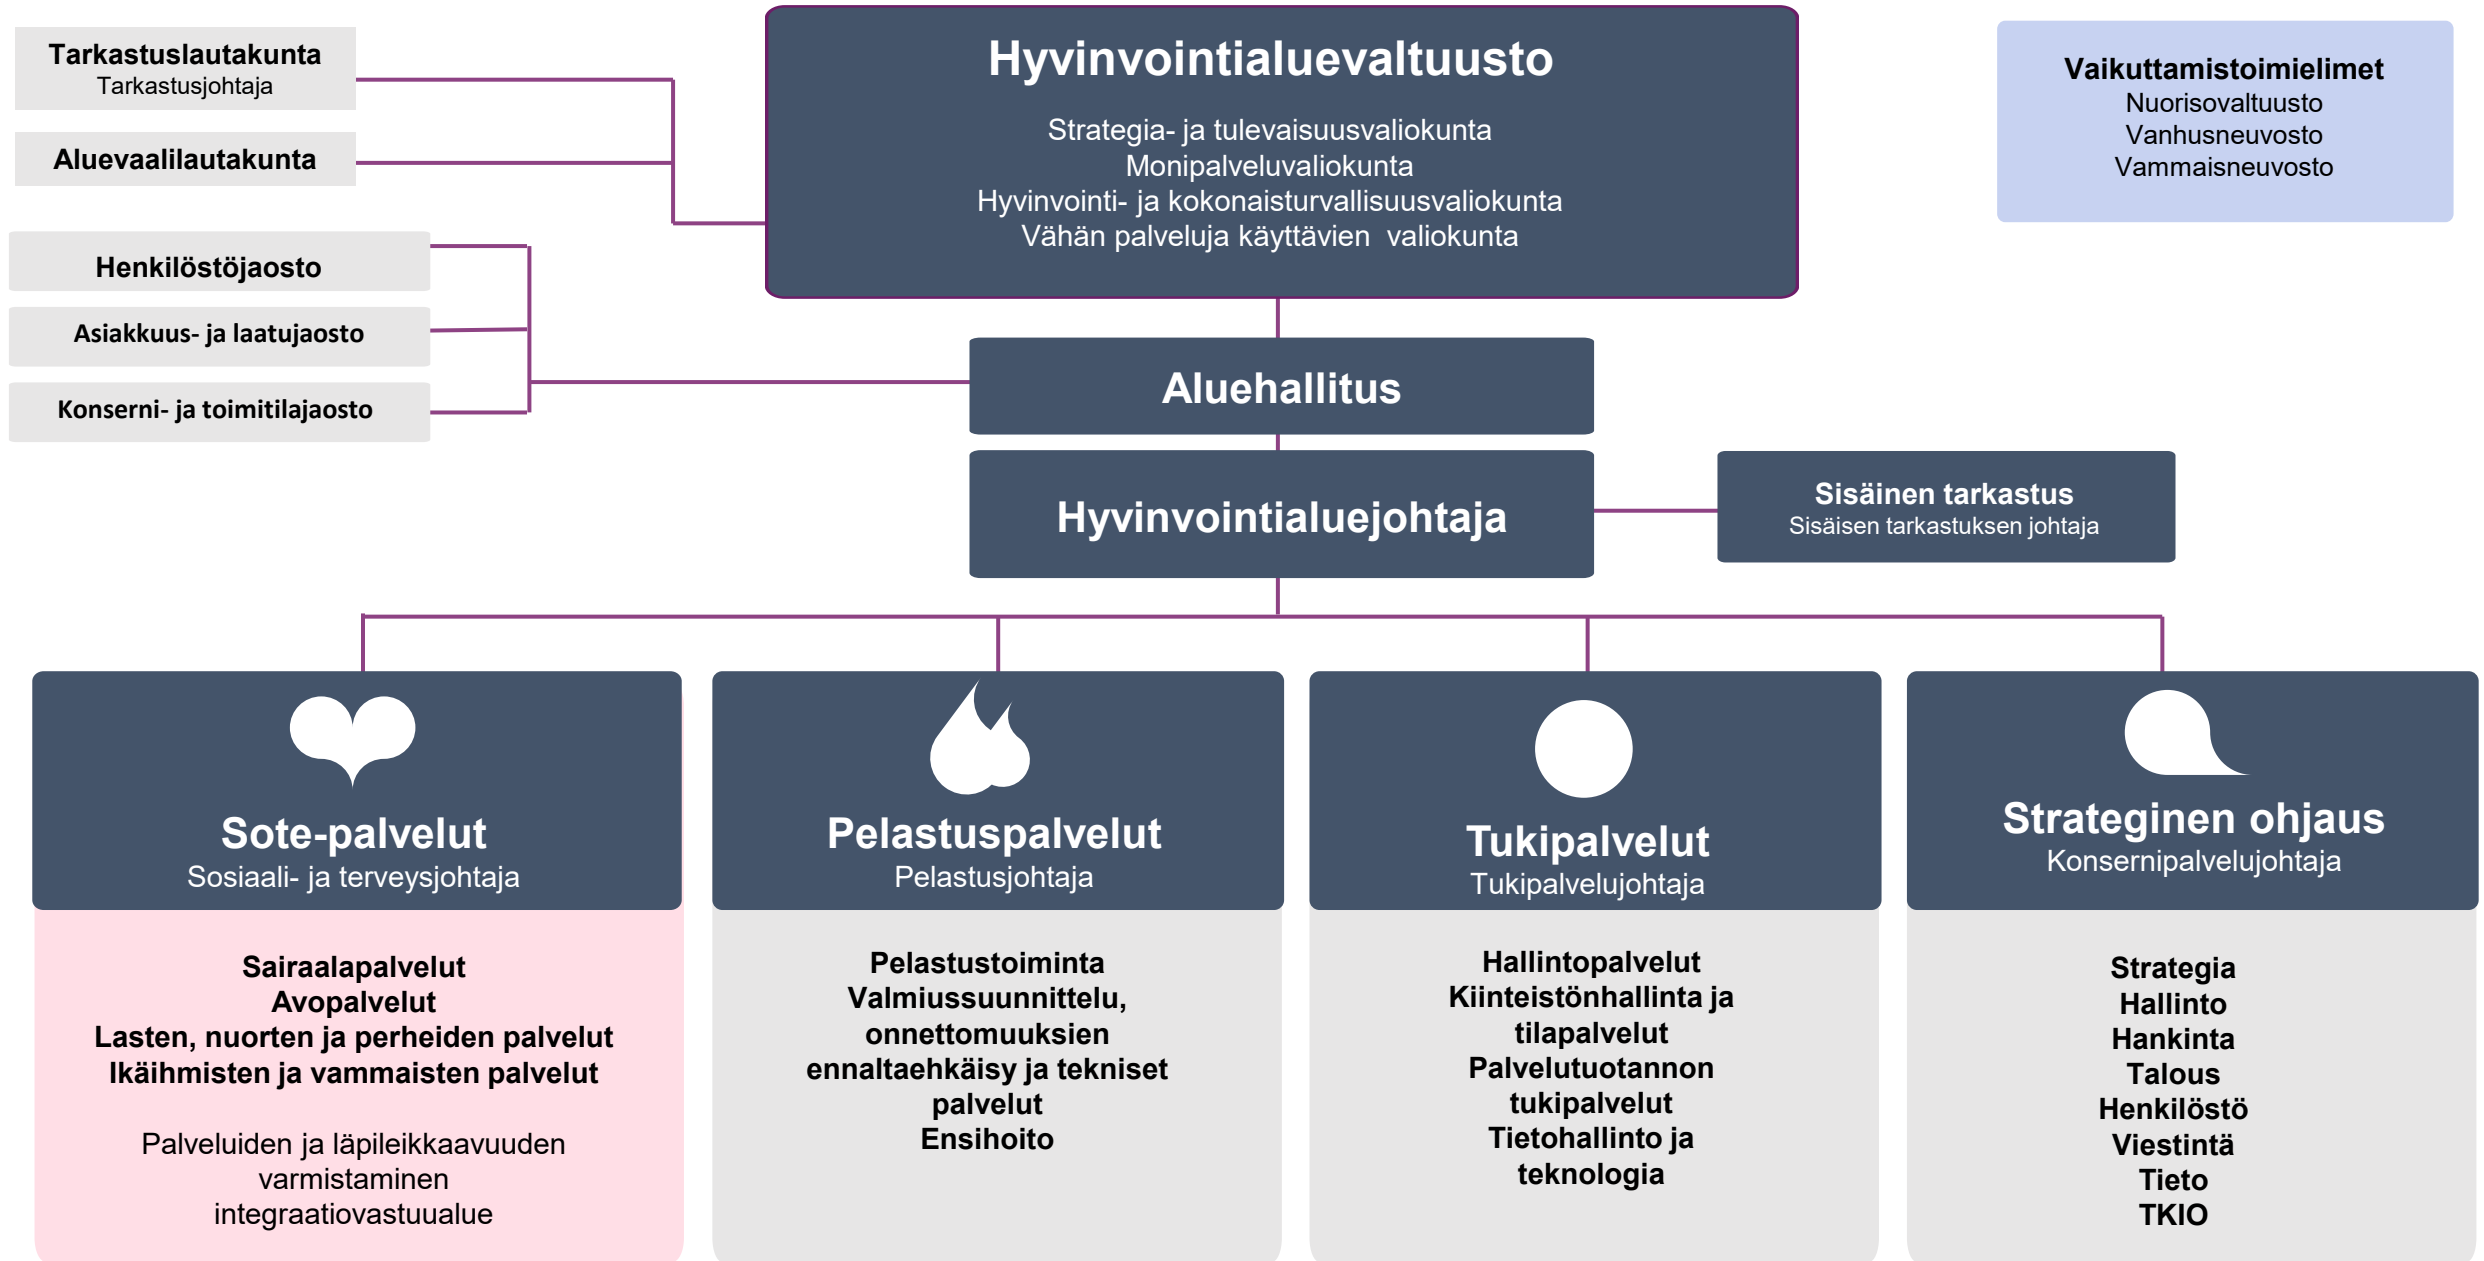 Tarkastuslautakunta
Tarkastusjohtaja
Aluevaalilautakunta
Henkilöstöjaosto
Asiakkuus- ja laatujaosto
Konserni- ja toimitilajaosto
Hyvinvointialuevaltuusto
Strategia- ja tulevaisuusvaliokunta
Monipalveluvaliokunta
Hyvinvointi- ja kokonaisturvallisuusvaliokunta
Vähän palveluja käyttävien valiokunta
Vaikuttamistoimielimet
Nuorisovaltuusto
Vanhusneuvosto
Vammaisneuvosto
Aluehallitus
Hyvinvointialuejohtaja
Sisäinen tarkastus
Sisäisen tarkastuksen johtaja
Sote-palvelut
Sosiaali- ja terveysjohtaja
Sairaalapalvelut
Avopalvelut
Lasten, nuorten ja perheiden palvelut
Ikäihmisten ja vammaisten palvelut
Palveluiden ja läpileikkaavuuden
varmistaminen
integraatiovastuualue
Pelastuspalvelut
Pelastusjohtaja
Pelastustoiminta
Valmiussuunnittelu,
onnettomuuksien
ennaltaehkäisy ja tekniset
palvelut
Ensihoito
Tukipalvelut
Tukipalvelujohtaja
Hallintopalvelut
Kiinteistönhallinta ja
tilapalvelut
Palvelutuotannon
tukipalvelut
Tietohallinto ja
teknologia
Strateginen ohjaus
Konsernipalvelujohtaja
Strategia
Hallinto
Hankinta
Talous
Henkilöstö
Viestintä
Tieto
TKIO